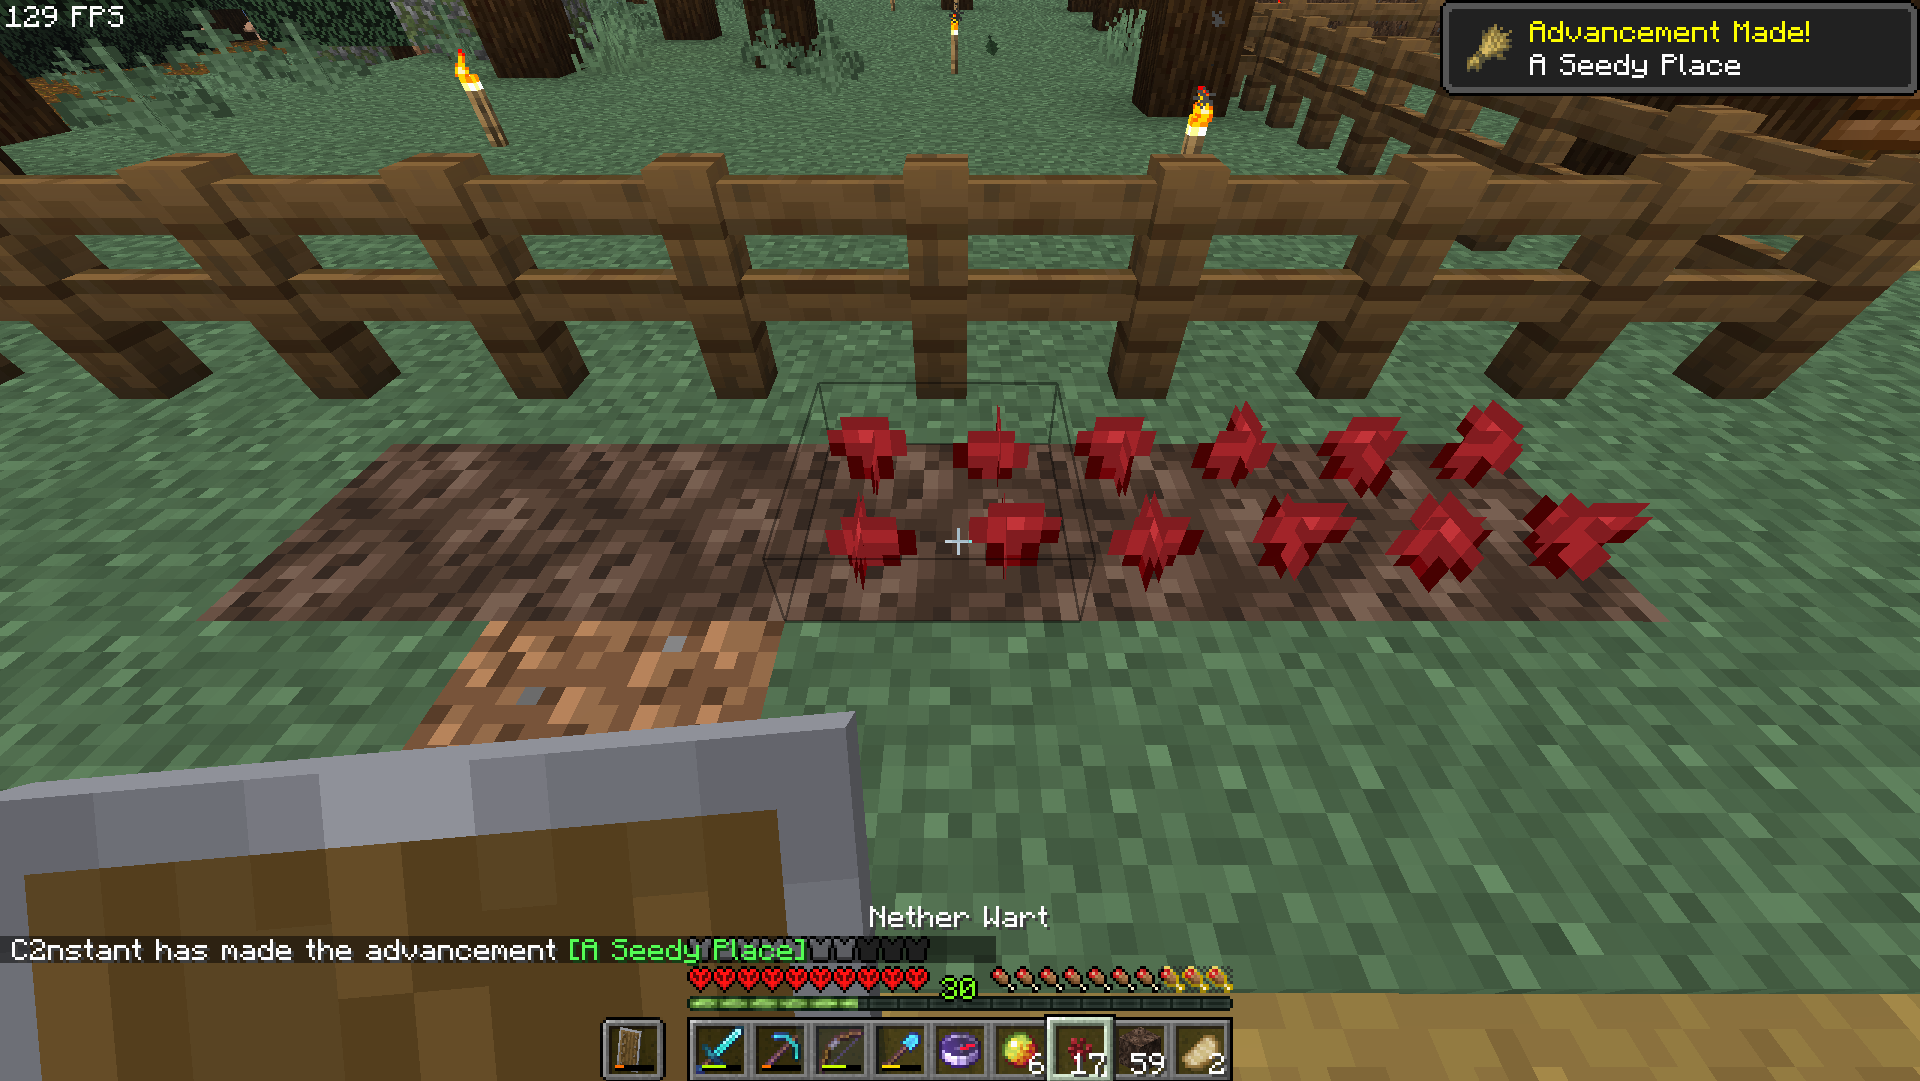 129 FPS
Advancement Made!
A Seedy Place
Nether Wart
C2nstant has made the advancement [A Seedy Place]
30
6
17
59
2